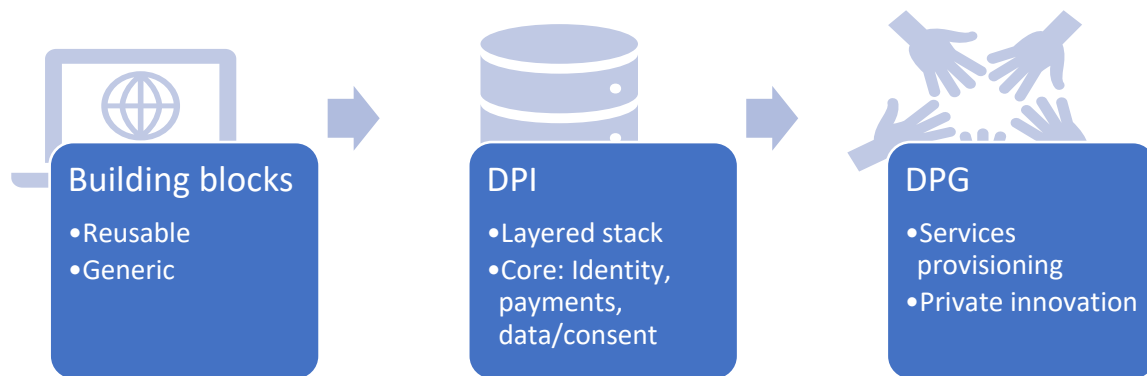 Building blocks
•Reusable
•Generic
DPI
•Layered stack
•Core: Identity,
payments,
data/consent
DPG
•Services
provisioning
•Private innovation